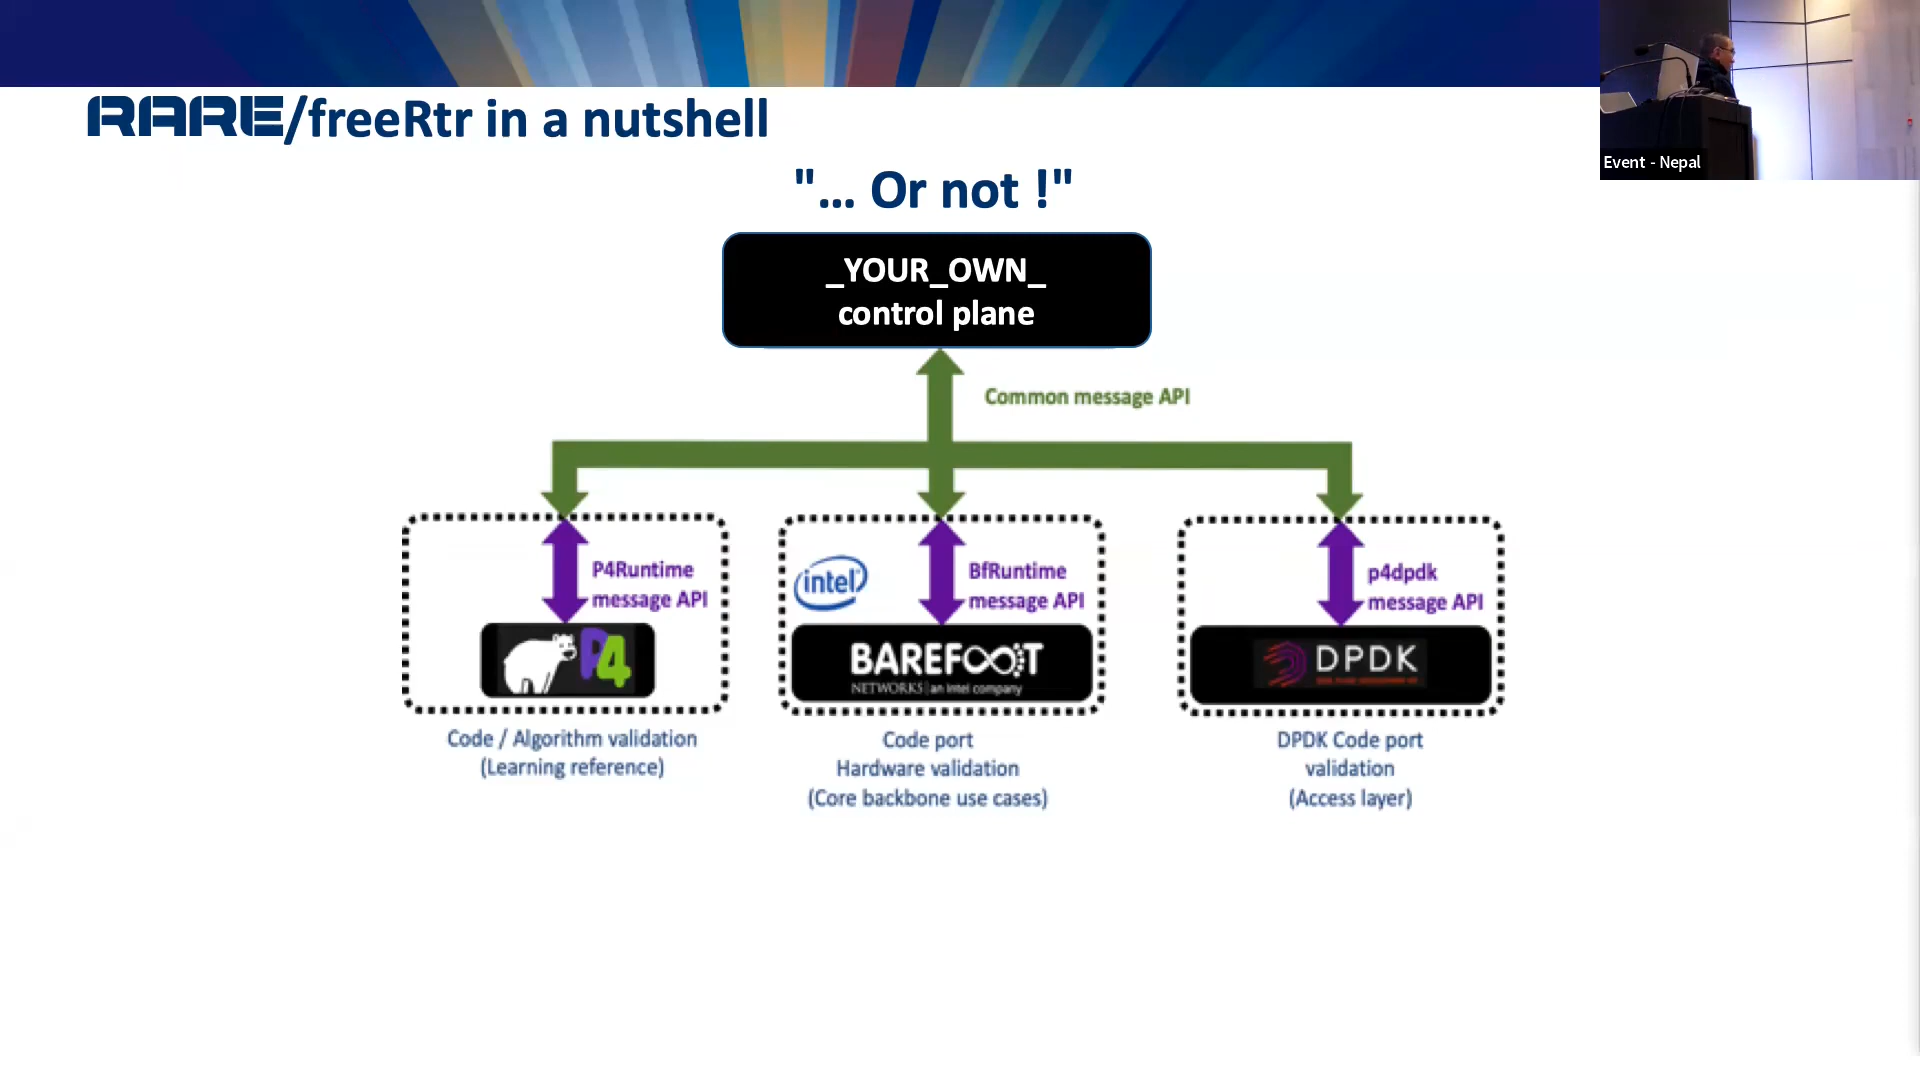 RARE/freeRtr in a nutshell
Event - Nepal
"... Or not !"
_YOUR_OWN_
control plane
Common message API
P4Runtime
message API
P4
Code / Algorithm validation
(Learning reference)
intel
BfRuntime
message API
BAREFOOT
NETWORKS | an Intel company
Code port
Hardware validation
(Core backbone use cases)
p4dpdk
message API
DPDK
DPDK Code port
validation
(Access layer)